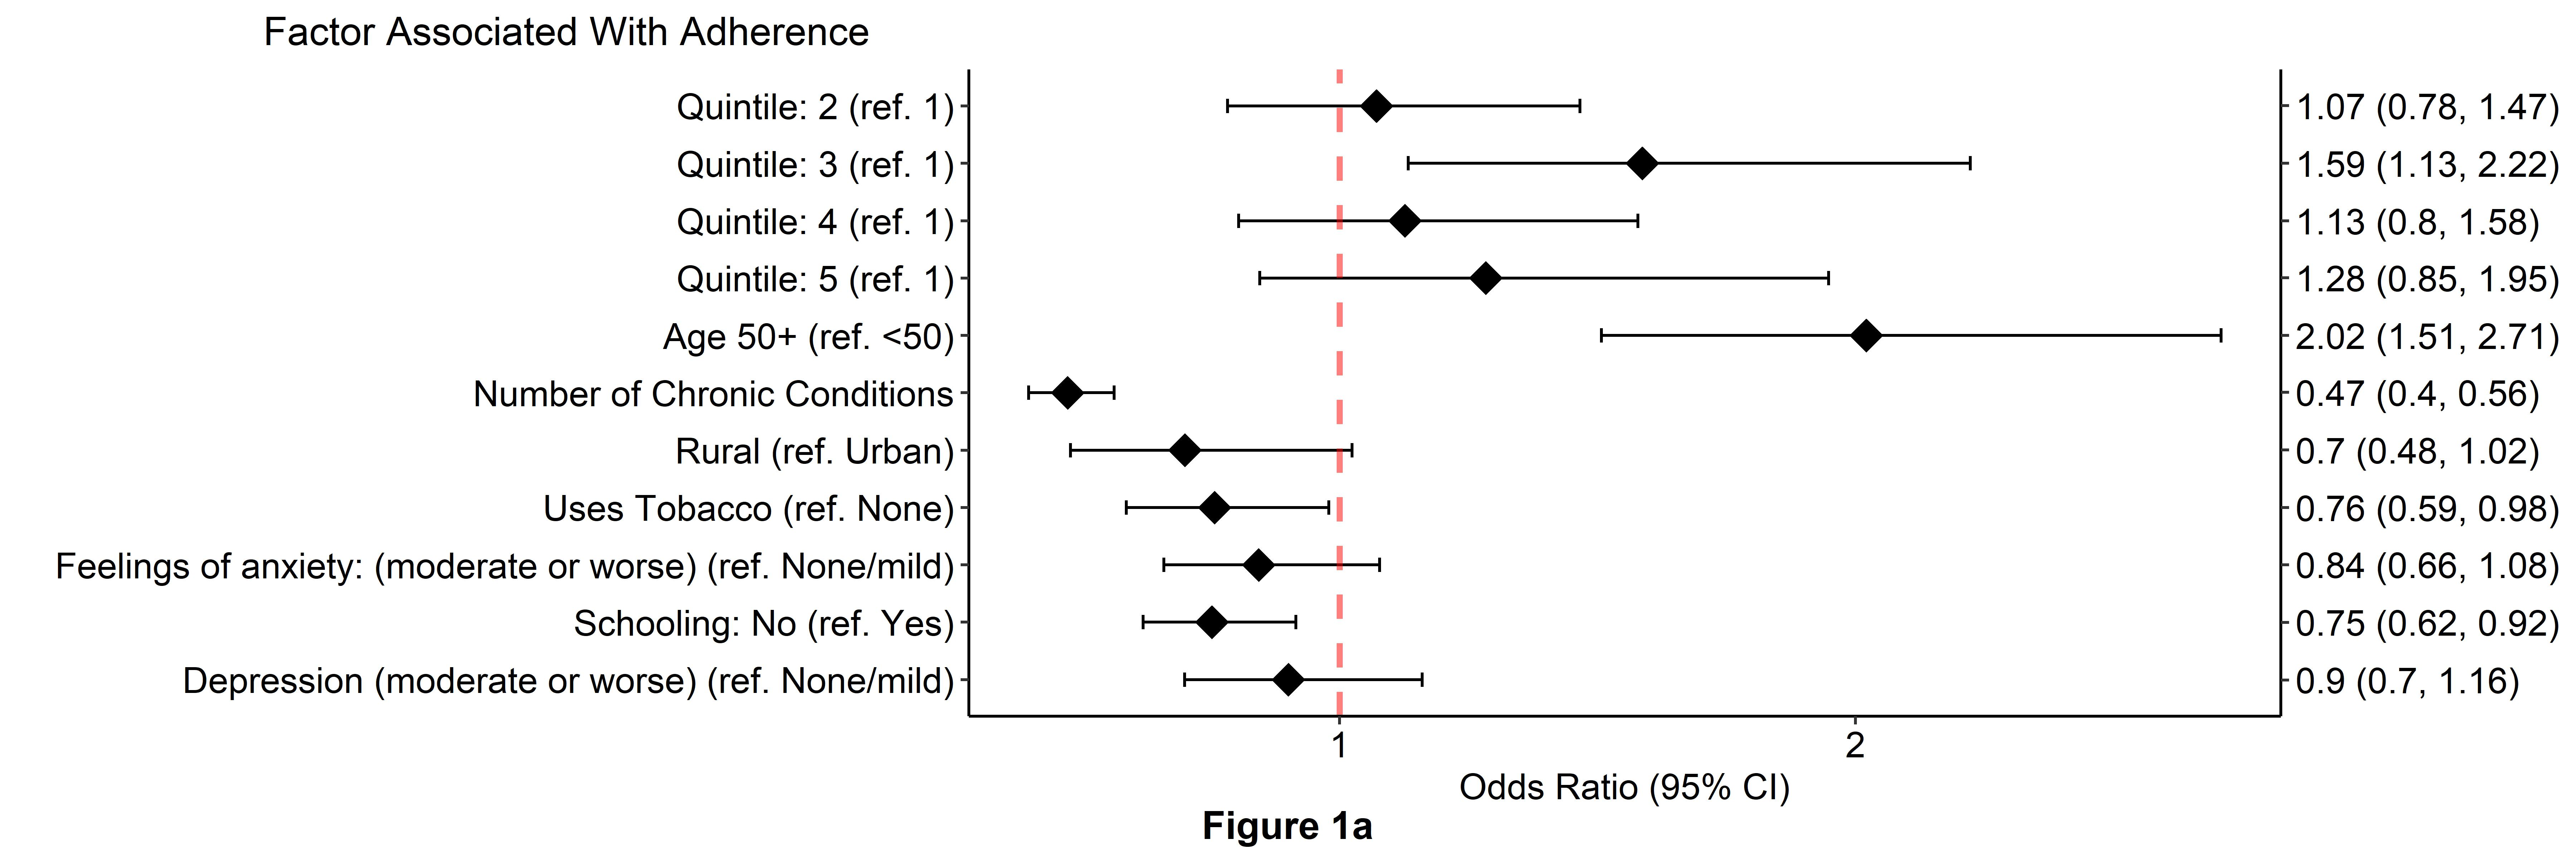 Factor Associated With Adherence
Quintile: 2 (ref. 1) 1.07 (0.78, 1.47)
Quintile: 3 (ref. 1) 1.59 (1.13, 2.22)
Quintile: 4 (ref. 1) 1.13 (0.8, 1.58)
Quintile: 5 (ref. 1) 1.28 (0.85, 1.95)
Age 50+ (ref. <50) 2.02 (1.51, 2.71)
Number of Chronic Conditions 0.47 (0.4, 0.56)
Rural (ref. Urban) 0.7 (0.48, 1.02)
Uses Tobacco (ref. None) 0.76 (0.59, 0.98)
Feelings of anxiety: (moderate or worse) (ref. None/mild) 0.84 (0.66, 1.08)
Schooling: No (ref. Yes) 0.75 (0.62, 0.92)
Depression (moderate or worse) (ref. None/mild) 0.9 (0.7, 1.16)
1 2
Odds Ratio (95% CI)
Figure 1a